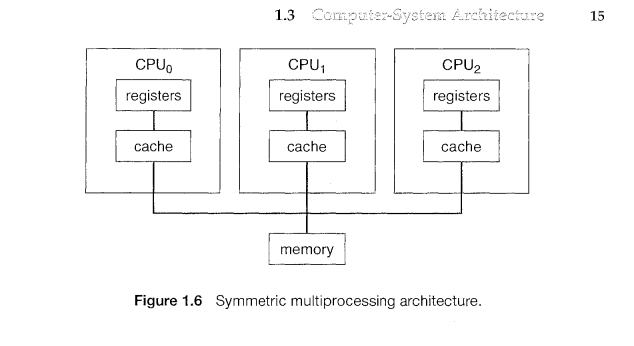 1.3 Computer-System Architecture 15
CPU0 CPU1 CPU2
registers registers registers
cache cache cache
memory
Figure 1.6 Symmetric multiprocessing architecture.